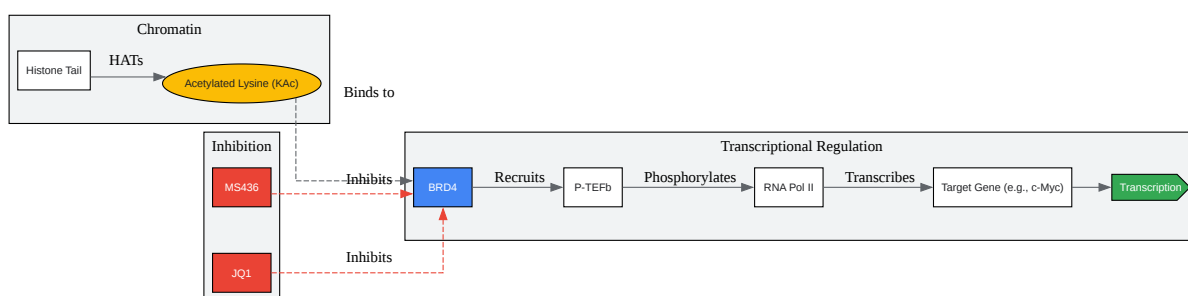 Chromatin
Histone Tail
HATs
Acetylated Lysine (KAc)
Binds to
Inhibition
MS436
Inhibits
JQ1
Inhibits
Transcriptional Regulation
BRD4
Recruits
P-TEFb
Phosphorylates
RNA Pol II
Transcribes
Target Gene (e.g., c-Myc)
Transcription